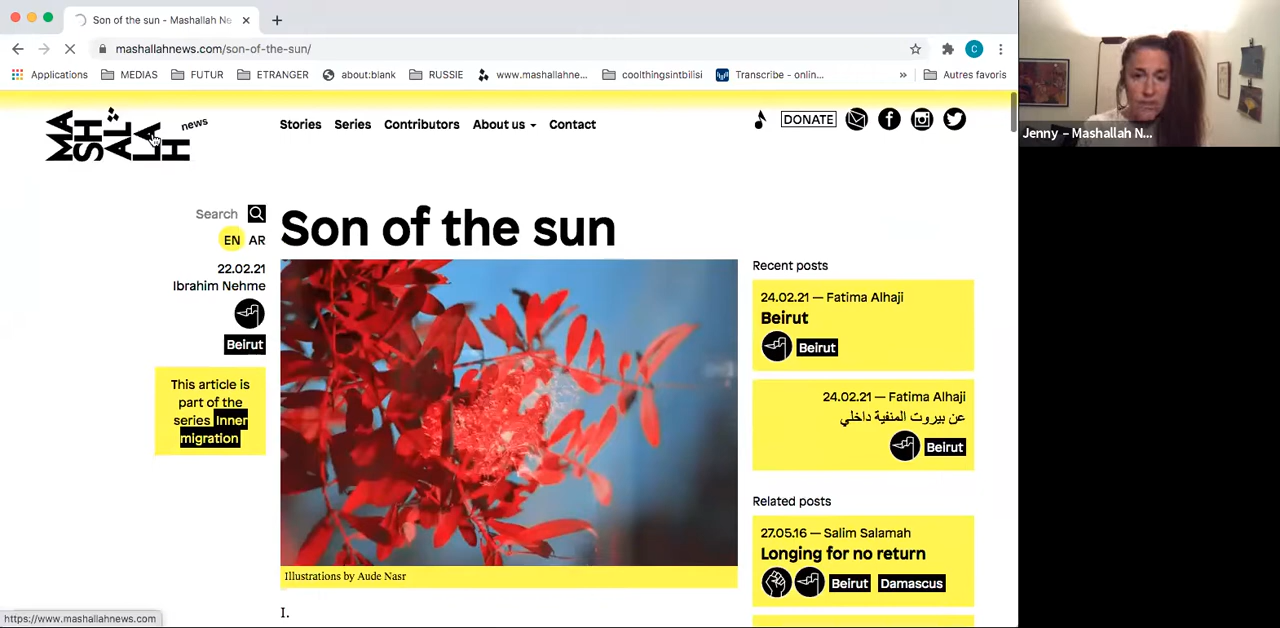 Son of the sun - Mashallah Ne
mashallahnews.com/son-of-the-sun/
C
Applications
MEDIAS
FUTUR
ETRANGER
about:blank
RUSSIE
www.mashallahne...
coolthingsintbilisi
Transcribe - onlin...
»
Autres favoris
MA
SH
AL
LA
H
news
Stories
Series
Contributors
About us
Contact
DONATE
Search
EN AR
22.02.21
Ibrahim Nehme
Beirut
This article is
part of the
series Inner
migration
Son of the sun
Illustrations by Aude Nasr
I.
Recent posts
24.02.21 — Fatima Alhaji
Beirut
Beirut
24.02.21 — Fatima Alhaji
عن بيروت المنفية داخلي
Beirut
Related posts
27.05.16 — Salim Salamah
Longing for no return
Beirut Damascus
https://www.mashallahnews.com
Jenny – Mashallah N...